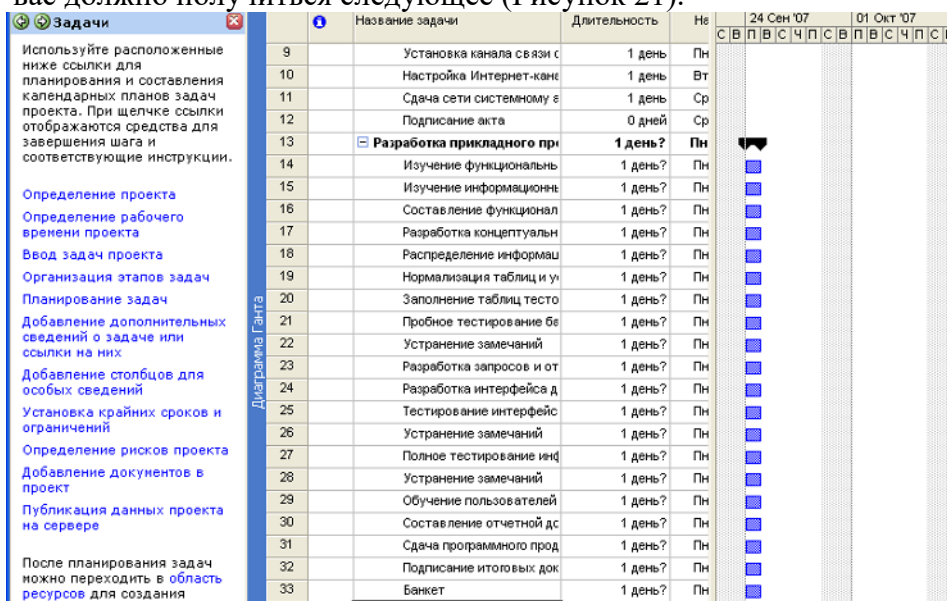 вас должно получиться следующее (Рисунок 21).
Задачи
Используйте расположенные
ниже ссылки для
планирования и составления
календарных планов задач
проекта. При щелчке ссылки
отображаются средства для
завершения шага и
соответствующие инструкции.
Определение проекта
Определение рабочего
времени проекта
Ввод задач проекта
Организация этапов задач
Планирование задач
Добавление дополнительных
сведений о задаче или
ссылки на них
Добавление столбцов для
особых сведений
Установка крайних сроков и
ограничений
Определение рисков проекта
Добавление документов в
проект
Публикация данных проекта
на сервере
После планирования задач
можно переходить в область
ресурсов для создания
Диаграмма Ганта
Название задачи Длительность На 24 Сен '07 01 Окт '07
С В П В С Ч П С В П В С Ч П С
9 Установка канала связи с 1 день Пн
10 Настройка Интернет-кана 1 день Вт
11 Сдача сети системному а 1 день Ср
12 Подписание акта 0 дней Ср
13 Разработка прикладного про 1 день? Пн
14 Изучение функциональнь 1 день? Пн
15 Изучение информационнь 1 день? Пн
16 Составление функционал 1 день? Пн
17 Разработка концептуальн 1 день? Пн
18 Распределение информац 1 день? Пн
19 Нормализация таблиц и у 1 день? Пн
20 Заполнение таблиц тесто 1 день? Пн
21 Пробное тестирование ба 1 день? Пн
22 Устранение замечаний 1 день? Пн
23 Разработка запросов и от 1 день? Пн
24 Разработка интерфейса д 1 день? Пн
25 Тестирование интерфейс 1 день? Пн
26 Устранение замечаний 1 день? Пн
27 Полное тестирование инф 1 день? Пн
28 Устранение замечаний 1 день? Пн
29 Обучение пользователей 1 день? Пн
30 Составление отчетной дс 1 день? Пн
31 Сдача программного прод 1 день? Пн
32 Подписание итоговых док 1 день? Пн
33 Банкет 1 день? Пн